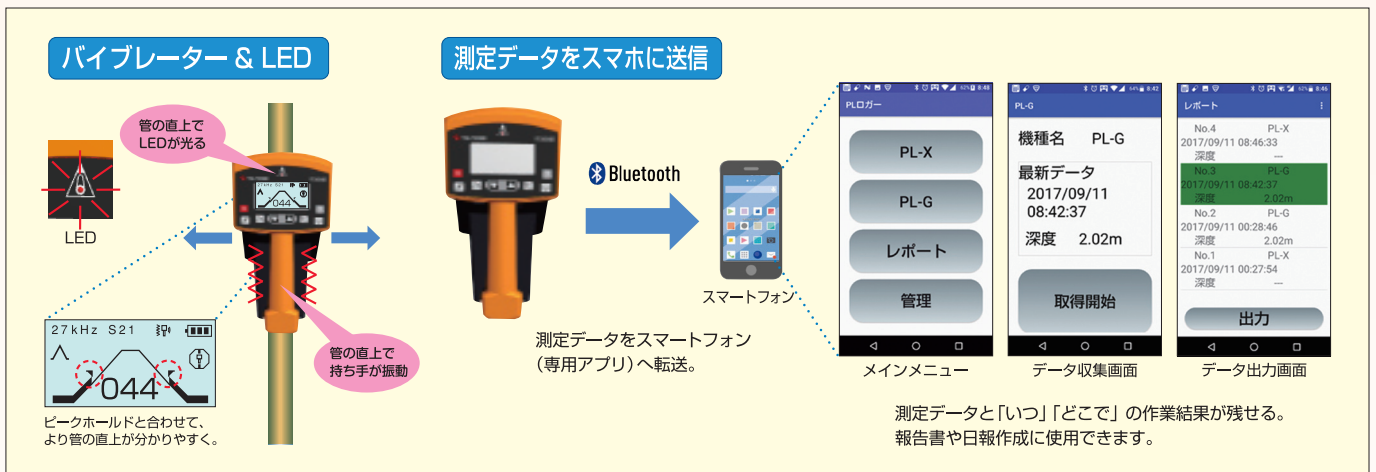 バイブレーター & LED
管の直上で
LEDが光る
LED
27kHz S21
044
27kHz S21
044
管の直上で
持ち手が振動
ピークホールドと合わせて、
より管の直上が分かりやすく。
測定データをスマホに送信
Bluetooth
スマートフォン
測定データをスマートフォン
（専用アプリ）へ転送。
62% 8:48
PLロガー
PL-X
PL-G
レポート
管理
メインメニュー
64% 8:42
PL-G
機種名 PL-G
最新データ
2017/09/11
08:42:37
深度 2.02m
取得開始
データ収集画面
62% 8:46
レポート
No.4 PL-X
2017/09/11 08:46:33
深度 ---
No.3 PL-G
2017/09/11 08:42:37
深度 2.02m
No.2 PL-G
2017/09/11 00:28:46
深度 2.02m
No.1 PL-X
2017/09/11 00:27:54
深度 ---
出力
データ出力画面
測定データと「いつ」「どこで」の作業結果が残せる。
報告書や日報作成に使用できます。